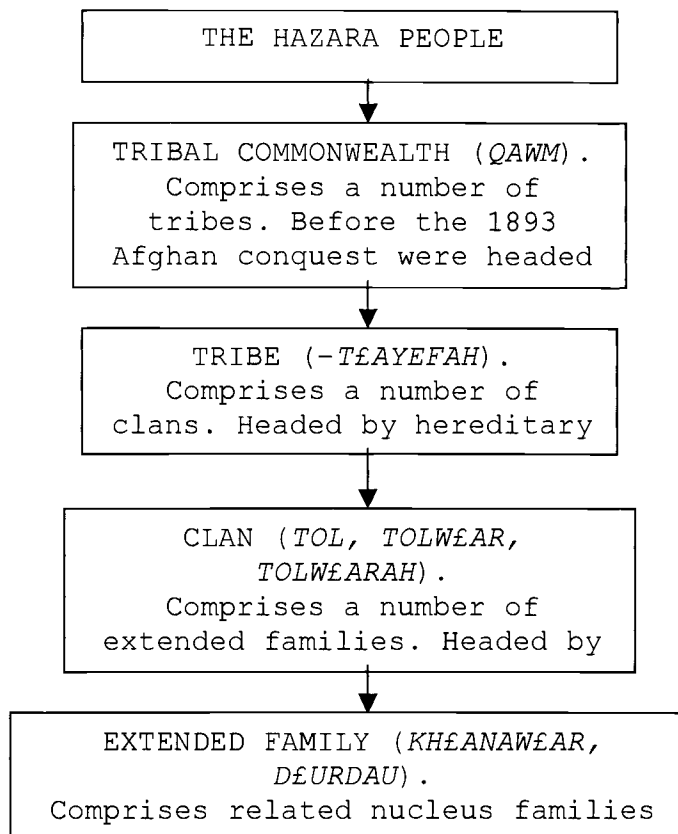 THE HAZARA PEOPLE
TRIBAL COMMONWEALTH (QAWM).
Comprises a number of
tribes. Before the 1893
Afghan conquest were headed
TRIBE (-T£AYEFAH).
Comprises a number of
clans. Headed by hereditary
CLAN (TOL, TOLW£AR,
TOLW£ARAH).
Comprises a number of
extended families. Headed by
EXTENDED FAMILY (KH£ANAW£AR,
D£URDAU).
Comprises related nucleus families